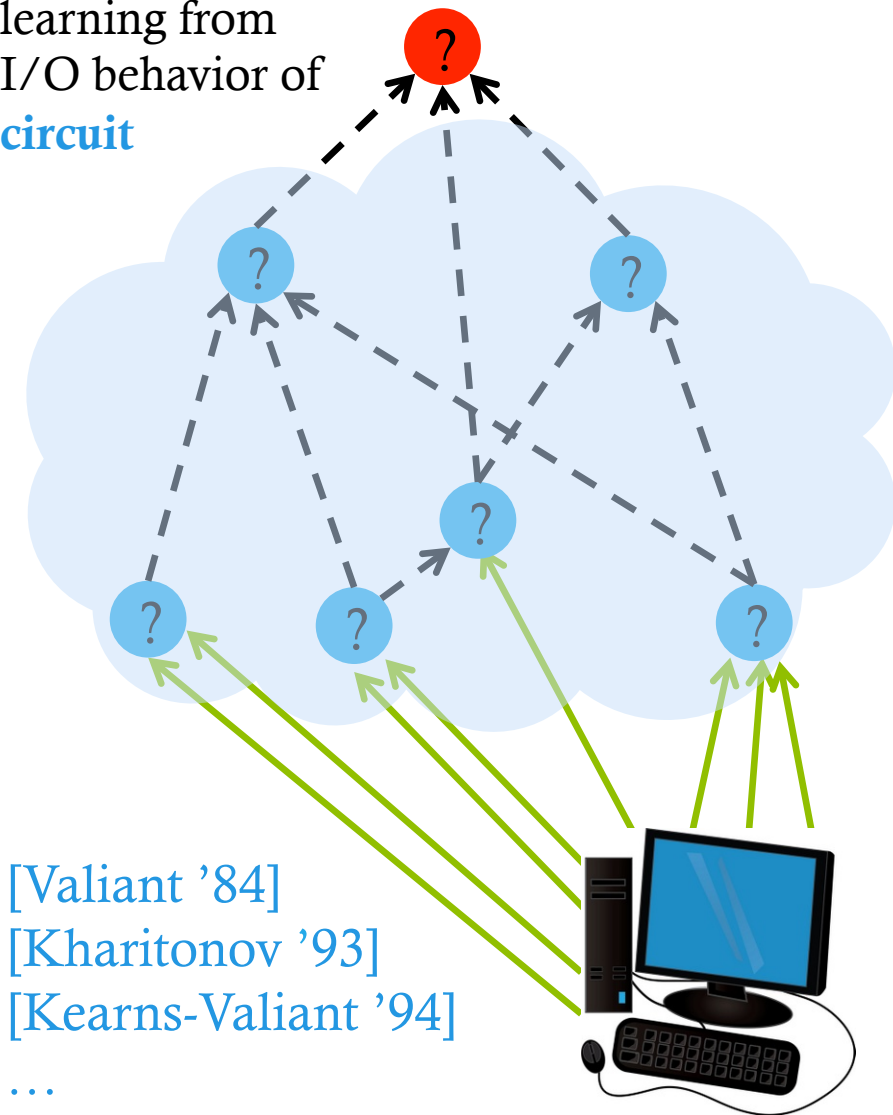 learning from
I/O behavior of
circuit
?
?
?
?
?
?
?
[Valiant ’84]
[Kharitonov ’93]
[Kearns-Valiant ’94]
…